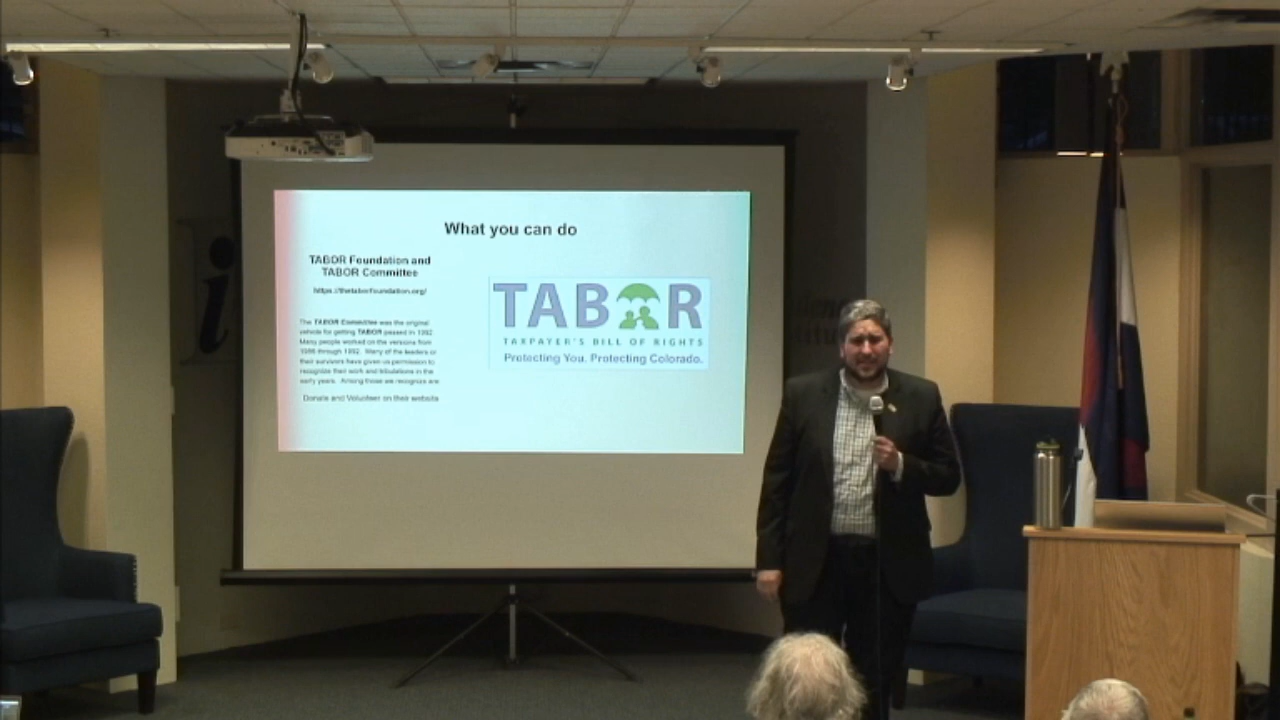 What you can do
TABOR Foundation and
TABOR Committee
https://thetaborfoundation.org/
The TABOR Committee was the original
vehicle for getting TABOR passed in 1992.
Many people worked on the versions from
1986 through 1992. Many of the leaders or
their survivors have given us permission to
recognize their work and tribulations in the
early years. Among those we recognize are
Donate and Volunteer on their website
TABOR
TAXPAYER'S BILL OF RIGHTS
Protecting You. Protecting Colorado.
i